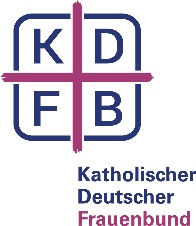 K D
F B
Katholischer
Deutscher
Frauenbund